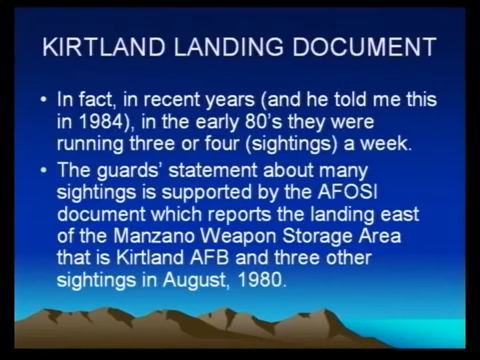 KIRTLAND LANDING DOCUMENT
• In fact, in recent years (and he told me this
in 1984), in the early 80's they were
running three or four (sightings) a week.
• The guards' statement about many
sightings is supported by the AFOSI
document which reports the landing east
of the Manzano Weapon Storage Area
that is Kirtland AFB and three other
sightings in August, 1980.